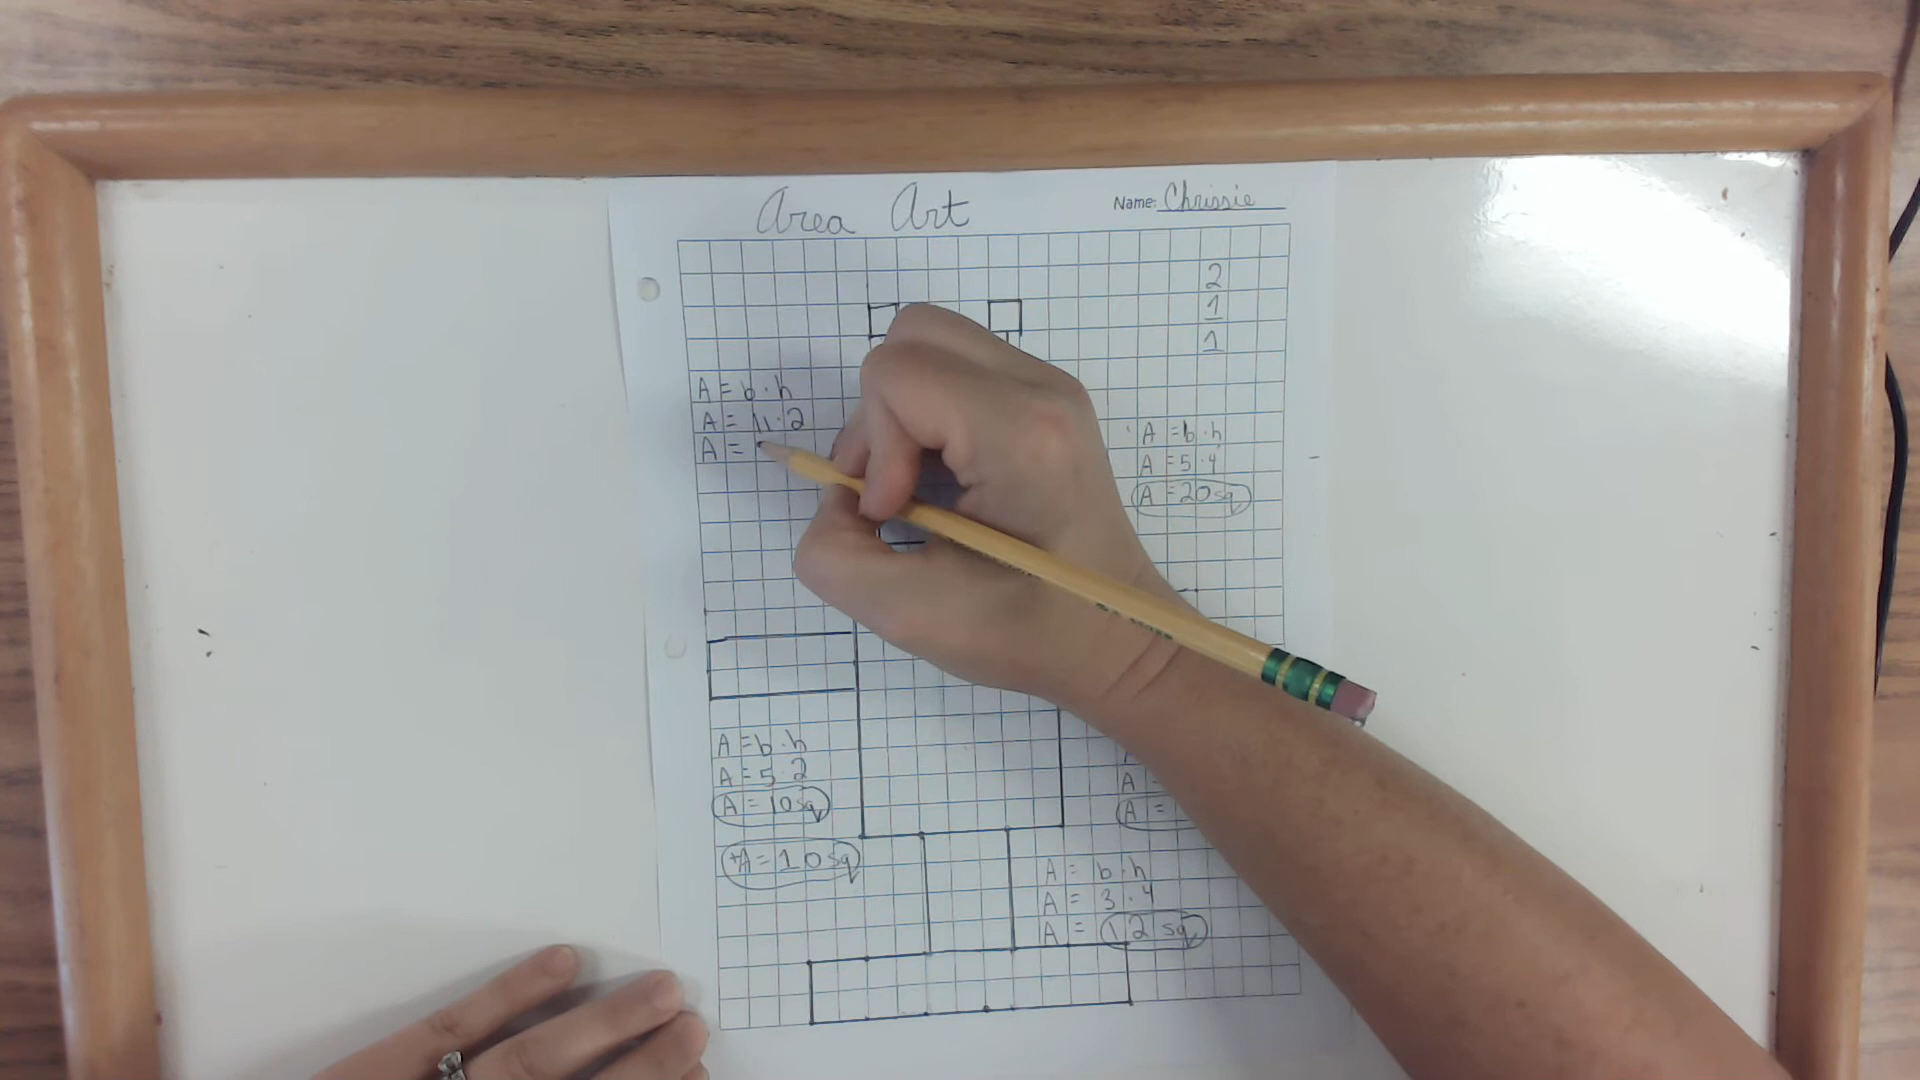 Area Art
Name: Chrissie
2
1
1
A = b · h
A = 11 · 2
A =
A = b · h
A = 5 · 4
A = 20 sq
A = b · h
A = 5 · 2
A = 10 sq
+A = 10 sq
A
A =
A = b · h
A = 3 · 4
A = 12 sq